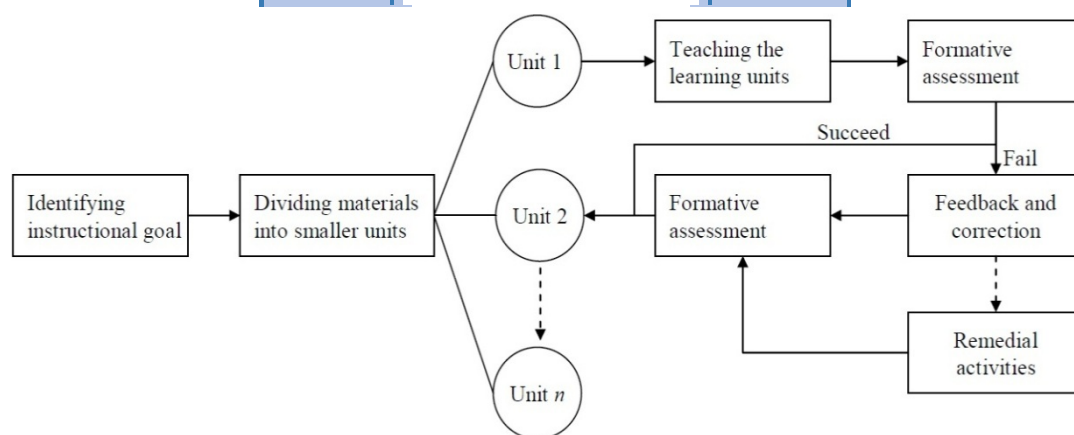 Unit 1
Teaching the
learning units
Formative
assessment
Succeed
Fail
Identifying
instructional goal
Dividing materials
into smaller units
Unit 2
Formative
assessment
Feedback and
correction
Remedial
activities
Unit n